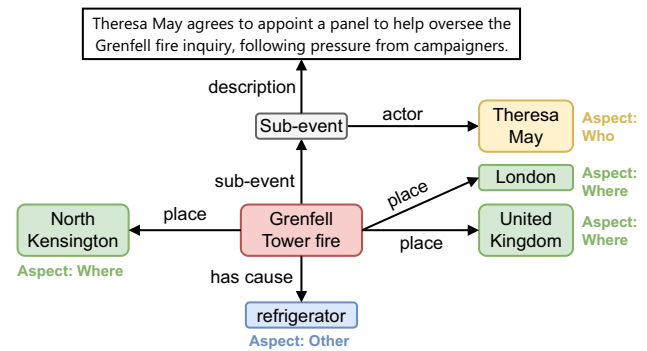 Theresa May agrees to appoint a panel to help oversee the
Grenfell fire inquiry, following pressure from campaigners.
description
Sub-event
actor
Theresa
May
Aspect:
Who
sub-event
place
London
Aspect:
Where
North
Kensington
place
Grenfell
Tower fire
place
United
Kingdom
Aspect:
Where
Aspect: Where
has cause
refrigerator
Aspect: Other